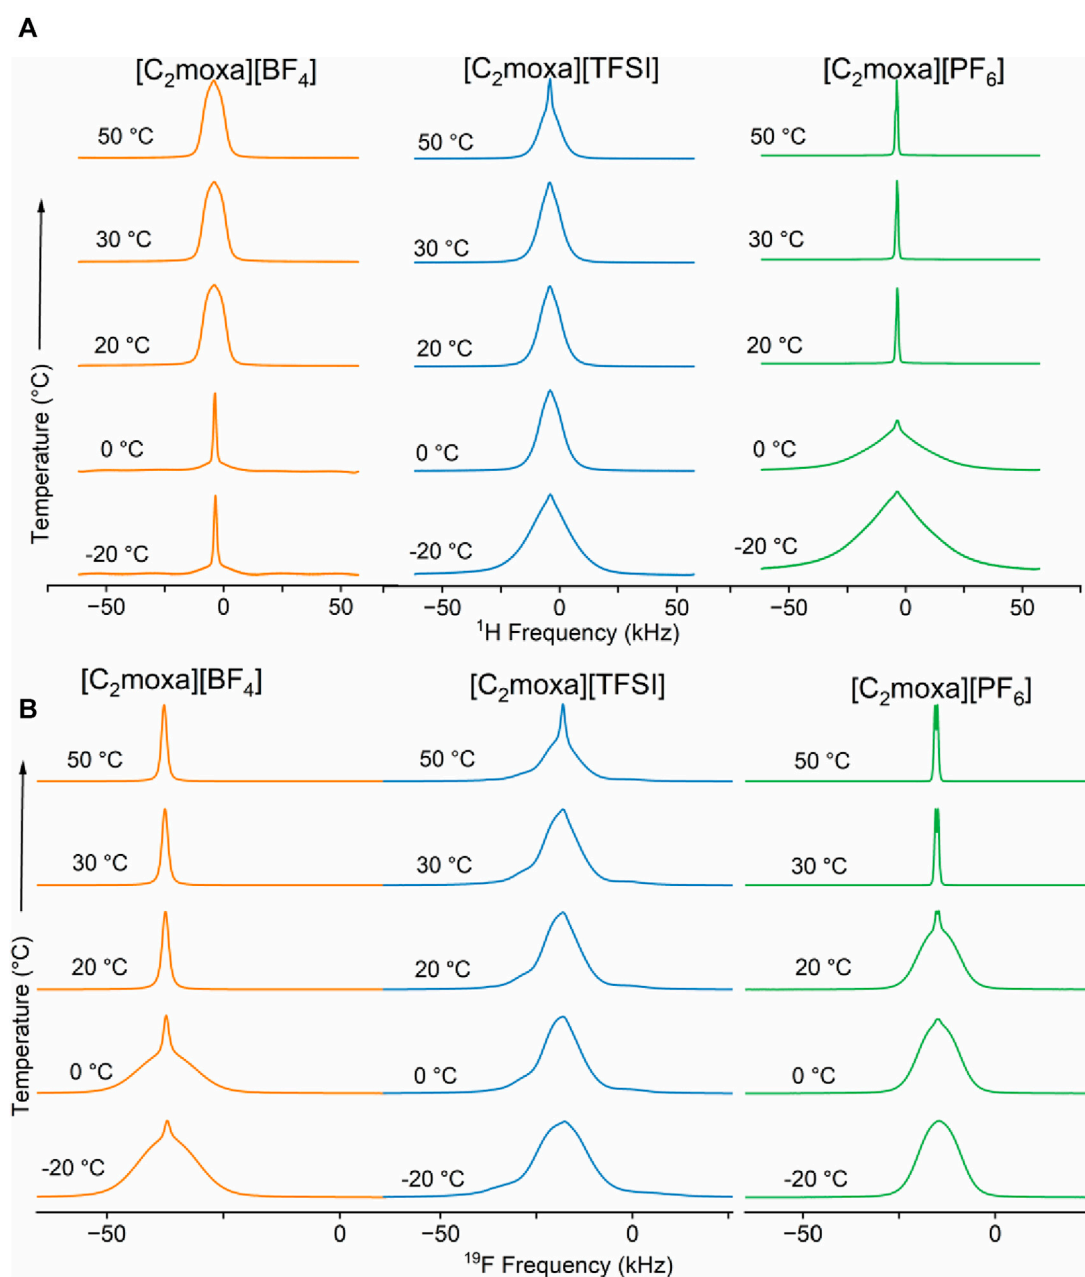 A
[C₂moxa][BF₄] [C₂moxa][TFSI] [C₂moxa][PF₆]
50 °C 50 °C 50 °C
30 °C 30 °C 30 °C
20 °C 20 °C 20 °C
0 °C 0 °C 0 °C
-20 °C -20 °C -20 °C
Temperature (°C)
−50 0 50 −50 0 50 −50 0 50
¹H Frequency (kHz)
B
[C₂moxa][BF₄] [C₂moxa][TFSI] [C₂moxa][PF₆]
50 °C 50 °C 50 °C
30 °C 30 °C 30 °C
20 °C 20 °C 20 °C
0 °C 0 °C 0 °C
-20 °C -20 °C -20 °C
Temperature (°C)
−50 0 −50 0 −50 0
¹⁹F Frequency (kHz)